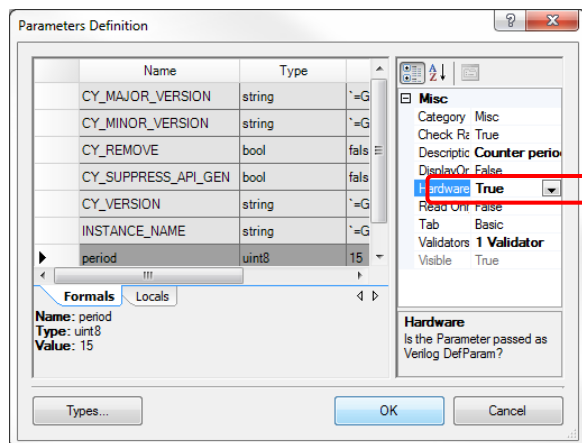 Parameters Definition
Name Type
CY_MAJOR_VERSION string `=G
CY_MINOR_VERSION string `=G
CY_REMOVE bool fals
CY_SUPPRESS_API_GEN bool fals
CY_VERSION string `=G
INSTANCE_NAME string `=G
period uint8 15
Formals Locals
Name: period
Type: uint8
Value: 15
Misc
Category Misc
Check Ra True
Descriptic Counter perio
DisplayOr False
Hardware True
Read Onl False
Tab Basic
Validators 1 Validator
Visible True
Hardware
Is the Parameter passed as
Verilog DefParam?
Types... OK Cancel